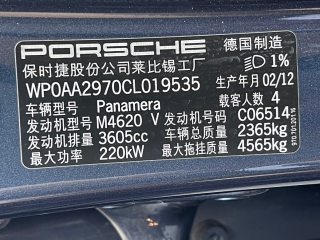 PORSCHE 德国制造
保时捷股份公司莱比锡工厂 1%
WP0AA2970CL019535 生产年月 02/12
车辆型号 Panamera 载客人数 4
发动机型号 M4620 V 发动机号码 C06514
发动机排量 3605cc 车辆总质量 2365kg
最大功率 220kW 最大拖挂质量 4565kg